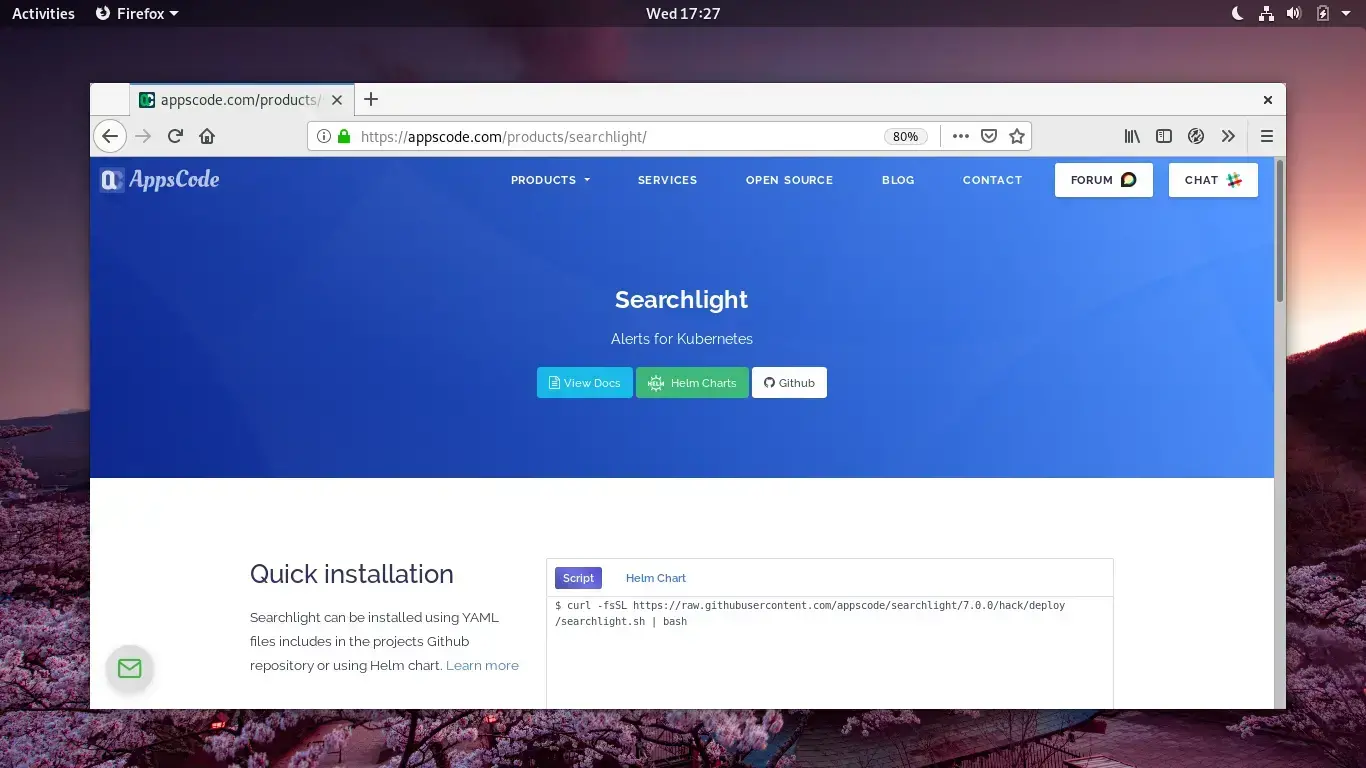 Activities Firefox Wed 17:27
appscode.com/products/
https://appscode.com/products/searchlight/ 80%
AppsCode PRODUCTS SERVICES OPEN SOURCE BLOG CONTACT FORUM CHAT
Searchlight
Alerts for Kubernetes
View Docs HELM Helm Charts Github
Quick installation
Searchlight can be installed using YAML
files includes in the projects Github
repository or using Helm chart. Learn more
Script Helm Chart
$ curl -fsSL https://raw.githubusercontent.com/appscode/searchlight/7.0.0/hack/deploy
/searchlight.sh | bash